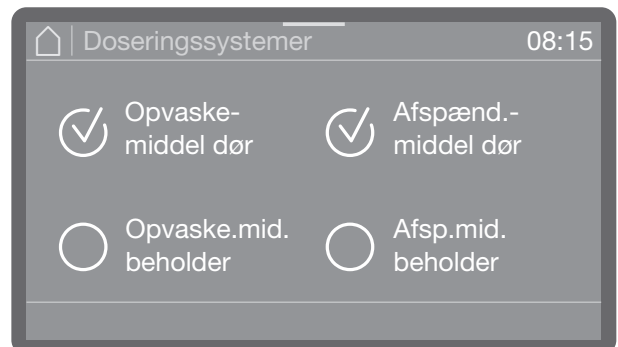 Doseringssystemer 08:15
Opvaske-
middel dør
Afspænd.-
middel dør
Opvaske.mid.
beholder
Afsp.mid.
beholder